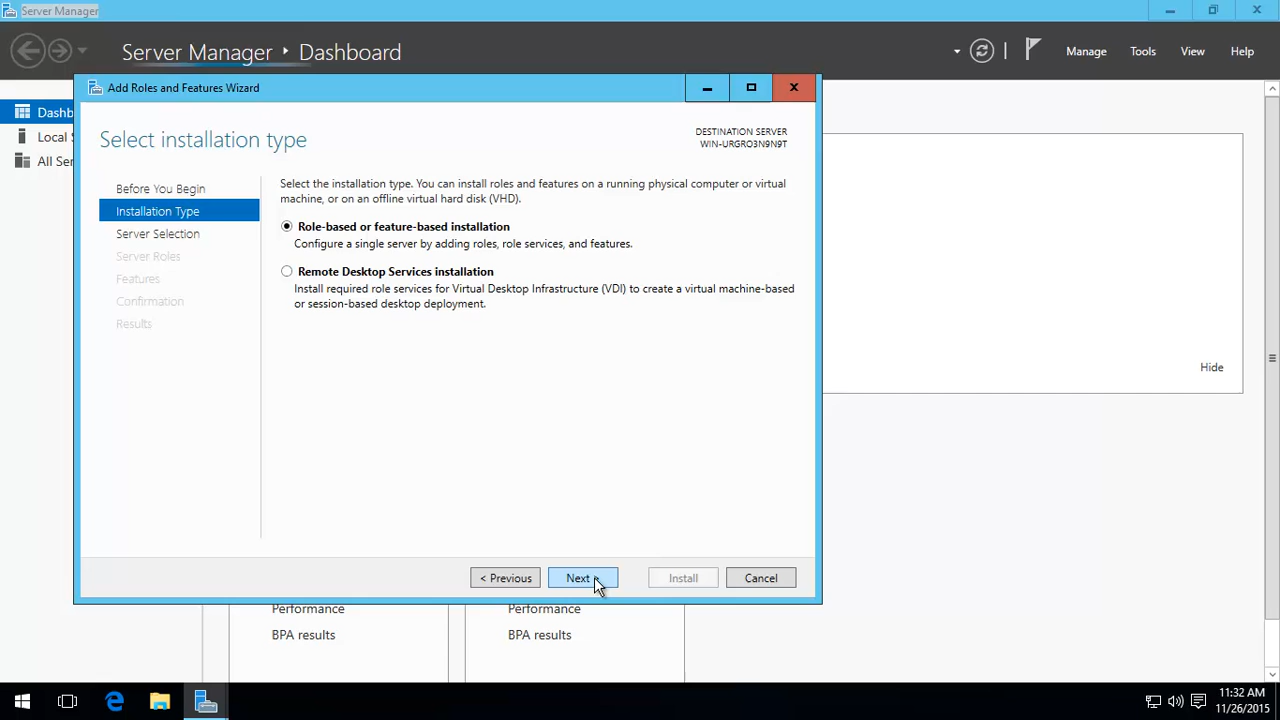 Server Manager
Server Manager
Dashboard
Manage
Tools
View
Help
Add Roles and Features Wizard
Dashb
Local S
All Ser
Select installation type
DESTINATION SERVER
WIN-URGRO3N9N9T
Before You Begin
Installation Type
Server Selection
Server Roles
Features
Confirmation
Results
Select the installation type. You can install roles and features on a running physical computer or virtual
machine, or on an offline virtual hard disk (VHD).
Role-based or feature-based installation
Configure a single server by adding roles, role services, and features.
Remote Desktop Services installation
Install required role services for Virtual Desktop Infrastructure (VDI) to create a virtual machine-based
or session-based desktop deployment.
Hide
< Previous
Next >
Install
Cancel
Performance
BPA results
Performance
BPA results
11:32 AM
11/26/2015